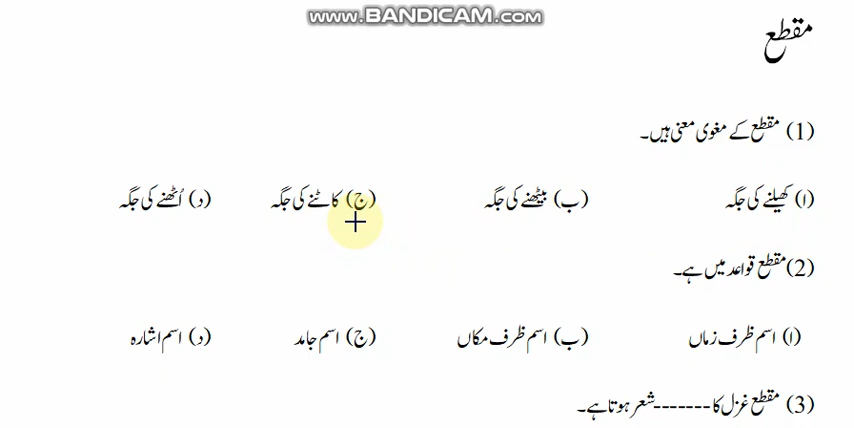 WWW.BANDICAM.COM
مقطع
(1) مقطع کے مغوی معنی ہیں۔
(ا) کھیلنے کی جگہ (ب) بیٹھنے کی جگہ (ج) کاٹنے کی جگہ (د) اُٹھنے کی جگہ
(2) مقطع قواعد میں ہے۔
(ا) اسم ظرف زماں (ب) اسم ظرف مکاں (ج) اسم جامد (د) اسم اشارہ
(3) مقطع غزل کا -------شعر ہوتا ہے۔